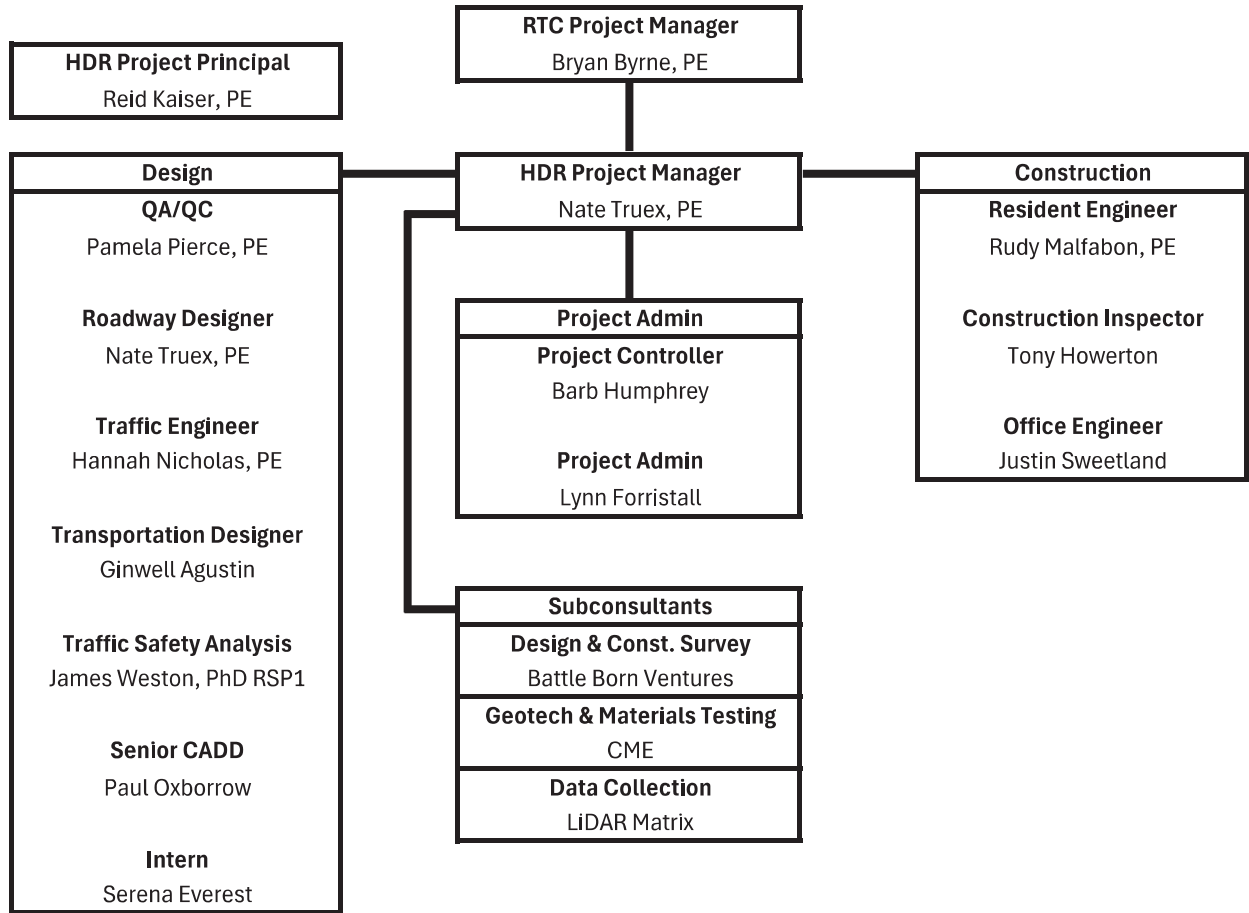 RTC Project Manager
Bryan Byrne, PE
HDR Project Principal
Reid Kaiser, PE
Design
QA/QC
Pamela Pierce, PE
Roadway Designer
Nate Truex, PE
Traffic Engineer
Hannah Nicholas, PE
Transportation Designer
Ginwell Agustin
Traffic Safety Analysis
James Weston, PhD RSP1
Senior CADD
Paul Oxborrow
Intern
Serena Everest
HDR Project Manager
Nate Truex, PE
Project Admin
Project Controller
Barb Humphrey
Project Admin
Lynn Forristall
Subconsultants
Design & Const. Survey
Battle Born Ventures
Geotech & Materials Testing
CME
Data Collection
LiDAR Matrix
Construction
Resident Engineer
Rudy Malfabon, PE
Construction Inspector
Tony Howerton
Office Engineer
Justin Sweetland